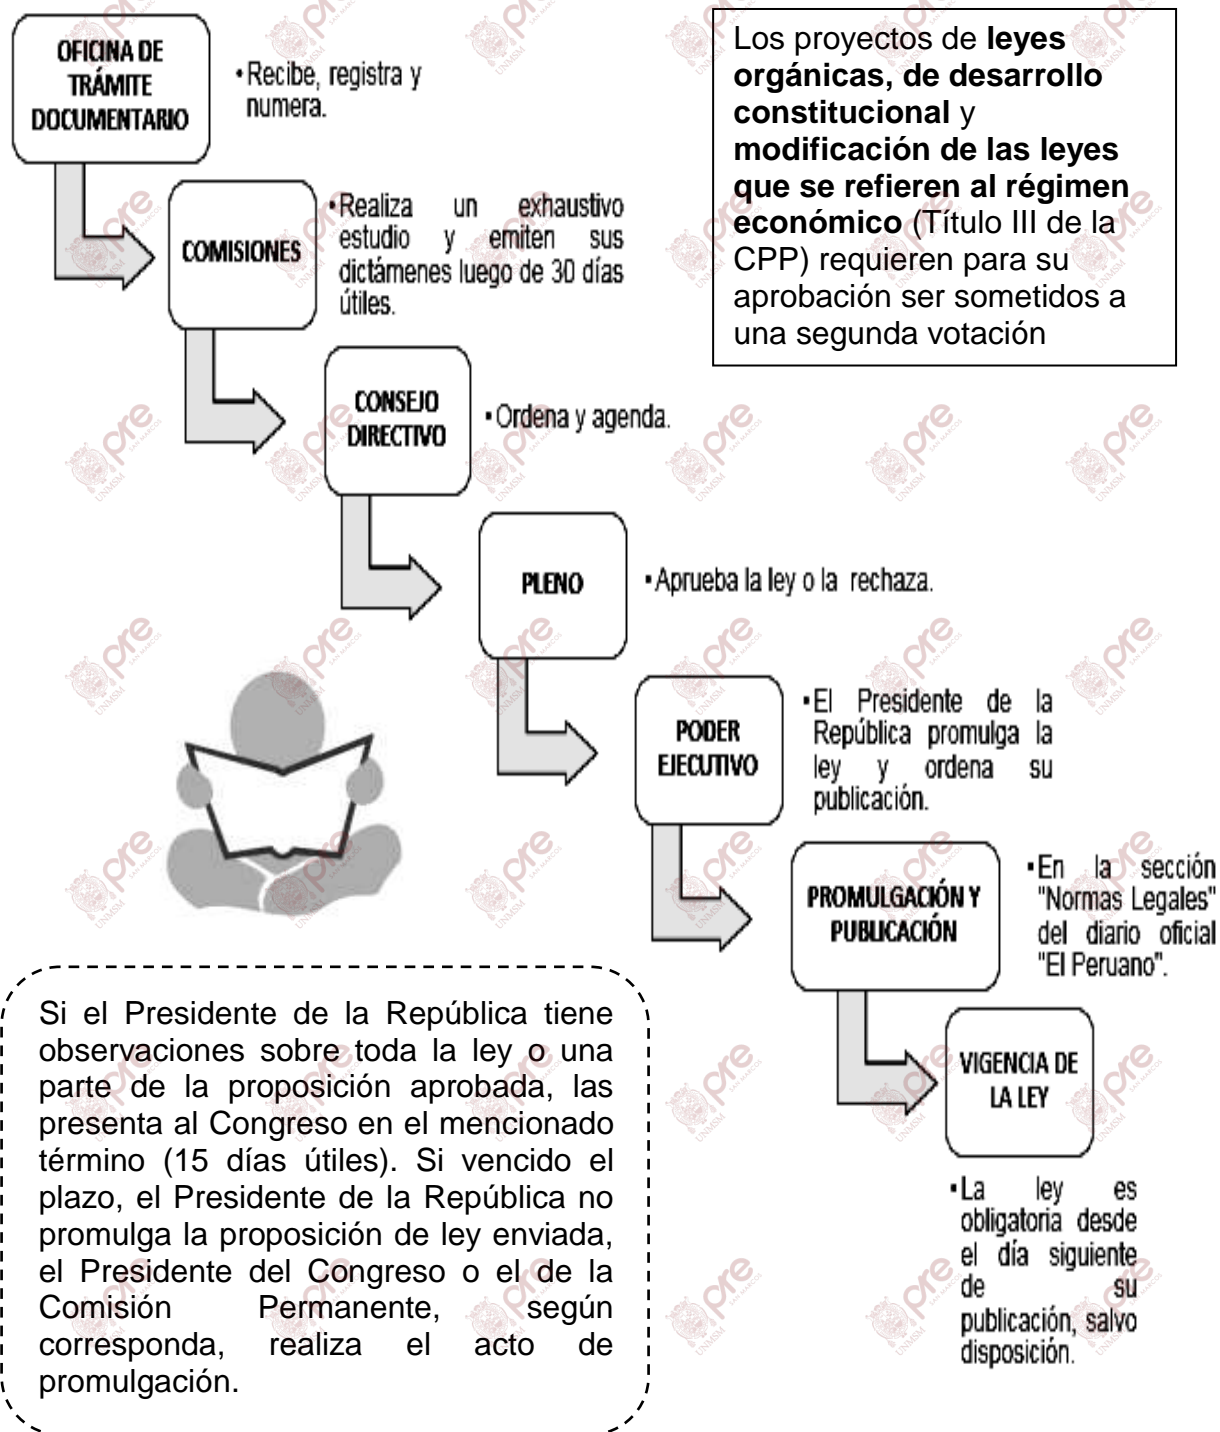 OFICINA DE
TRÁMITE
DOCUMENTARIO
•Recibe, registra y
numera.
Los proyectos de leyes
orgánicas, de desarrollo
constitucional y
modificación de las leyes
que se refieren al régimen
económico (Título III de la
CPP) requieren para su
aprobación ser sometidos a
una segunda votación
COMISIONES
•Realiza un exhaustivo
estudio y emiten sus
dictámenes luego de 30 días
útiles.
CONSEJO
DIRECTIVO
•Ordena y agenda.
PLENO
•Aprueba la ley o la rechaza.
PODER
EJECUTIVO
•El Presidente de la
República promulga la
ley y ordena su
publicación.
PROMULGACIÓN Y
PUBLICACIÓN
•En la sección
"Normas Legales"
del diario oficial
"El Peruano".
Si el Presidente de la República tiene
observaciones sobre toda la ley o una
parte de la proposición aprobada, las
presenta al Congreso en el mencionado
término (15 días útiles). Si vencido el
plazo, el Presidente de la República no
promulga la proposición de ley enviada,
el Presidente del Congreso o el de la
Comisión Permanente, según
corresponda, realiza el acto de
promulgación.
VIGENCIA DE
LA LEY
•La ley es
obligatoria desde
el día siguiente
de su
publicación, salvo
disposición.
UNMSM pre SAN MARCOS